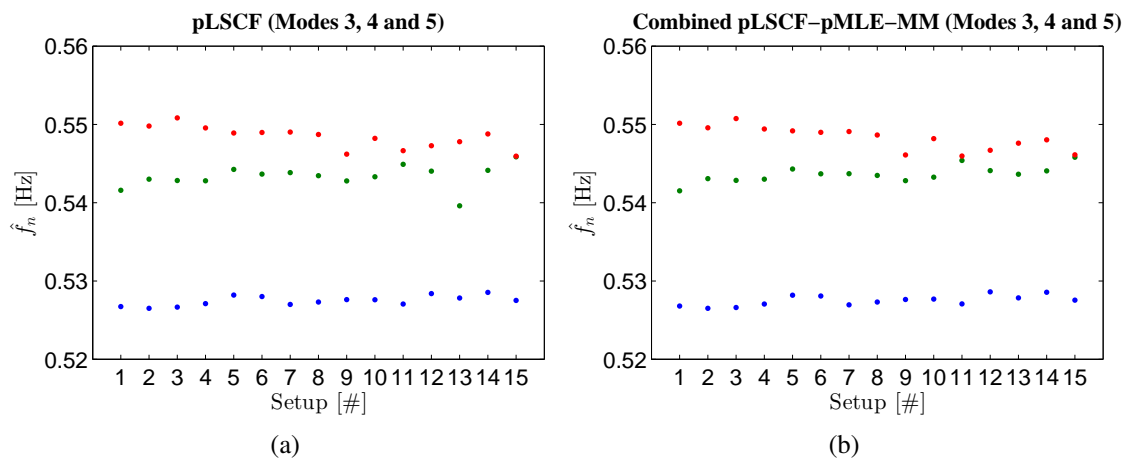 pLSCF (Modes 3, 4 and 5)
0.56
0.55
0.54
0.53
0.52
f̂n [Hz]
1 2 3 4 5 6 7 8 9 10 11 12 13 14 15
Setup [#]
(a)
Combined pLSCF−pMLE−MM (Modes 3, 4 and 5)
0.56
0.55
0.54
0.53
0.52
f̂n [Hz]
1 2 3 4 5 6 7 8 9 10 11 12 13 14 15
Setup [#]
(b)